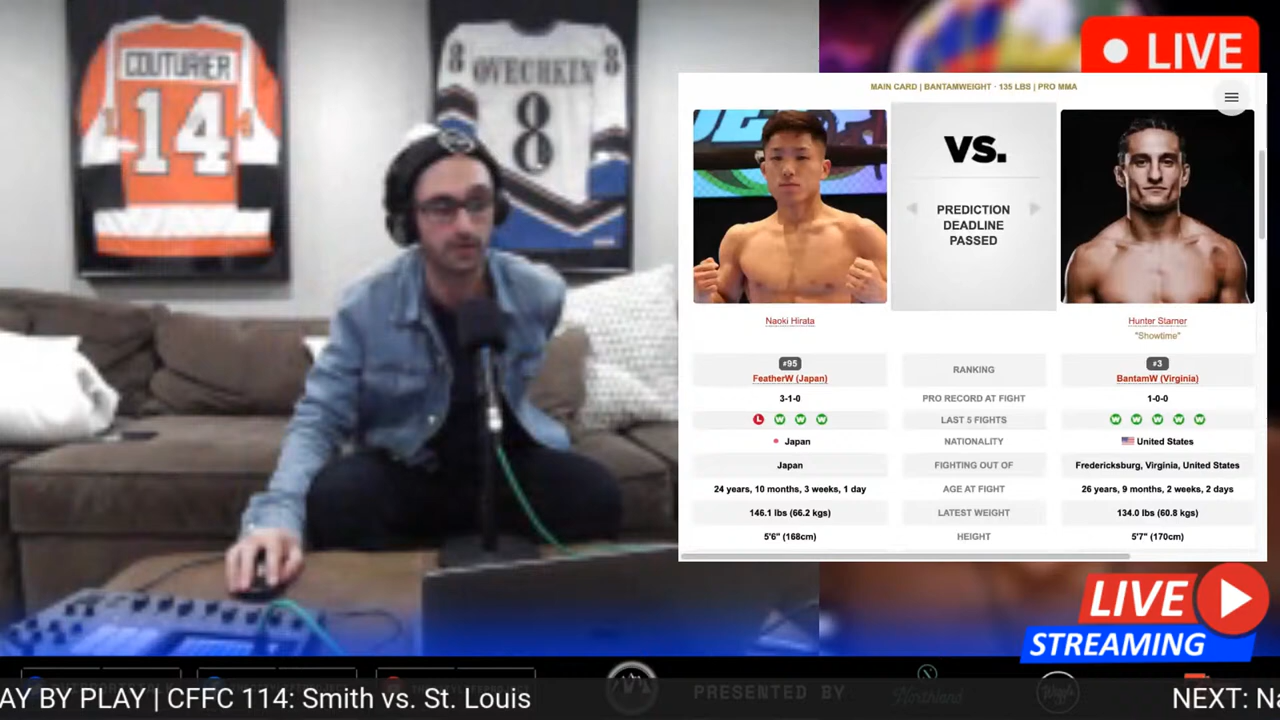 COUTURIER
14
8 OVECHKIN 8
8
LIVE
MAIN CARD | BANTAMWEIGHT · 135 LBS | PRO MMA
VS.
PREDICTION
DEADLINE
PASSED
Naoki Hirata
Hunter Starner
"Showtime"
#95 RANKING #3
FeatherW (Japan) BantamW (Virginia)
3-1-0 PRO RECORD AT FIGHT 1-0-0
L W W W LAST 5 FIGHTS W W W W W
Japan NATIONALITY United States
Japan FIGHTING OUT OF Fredericksburg, Virginia, United States
24 years, 10 months, 3 weeks, 1 day AGE AT FIGHT 26 years, 9 months, 2 weeks, 2 days
146.1 lbs (66.2 kgs) LATEST WEIGHT 134.0 lbs (60.8 kgs)
5'6" (168cm) HEIGHT 5'7" (170cm)
LIVE
STREAMING
PRESENTED BY
Northland
AY BY PLAY | CFFC 114: Smith vs. St. Louis
NEXT: Na